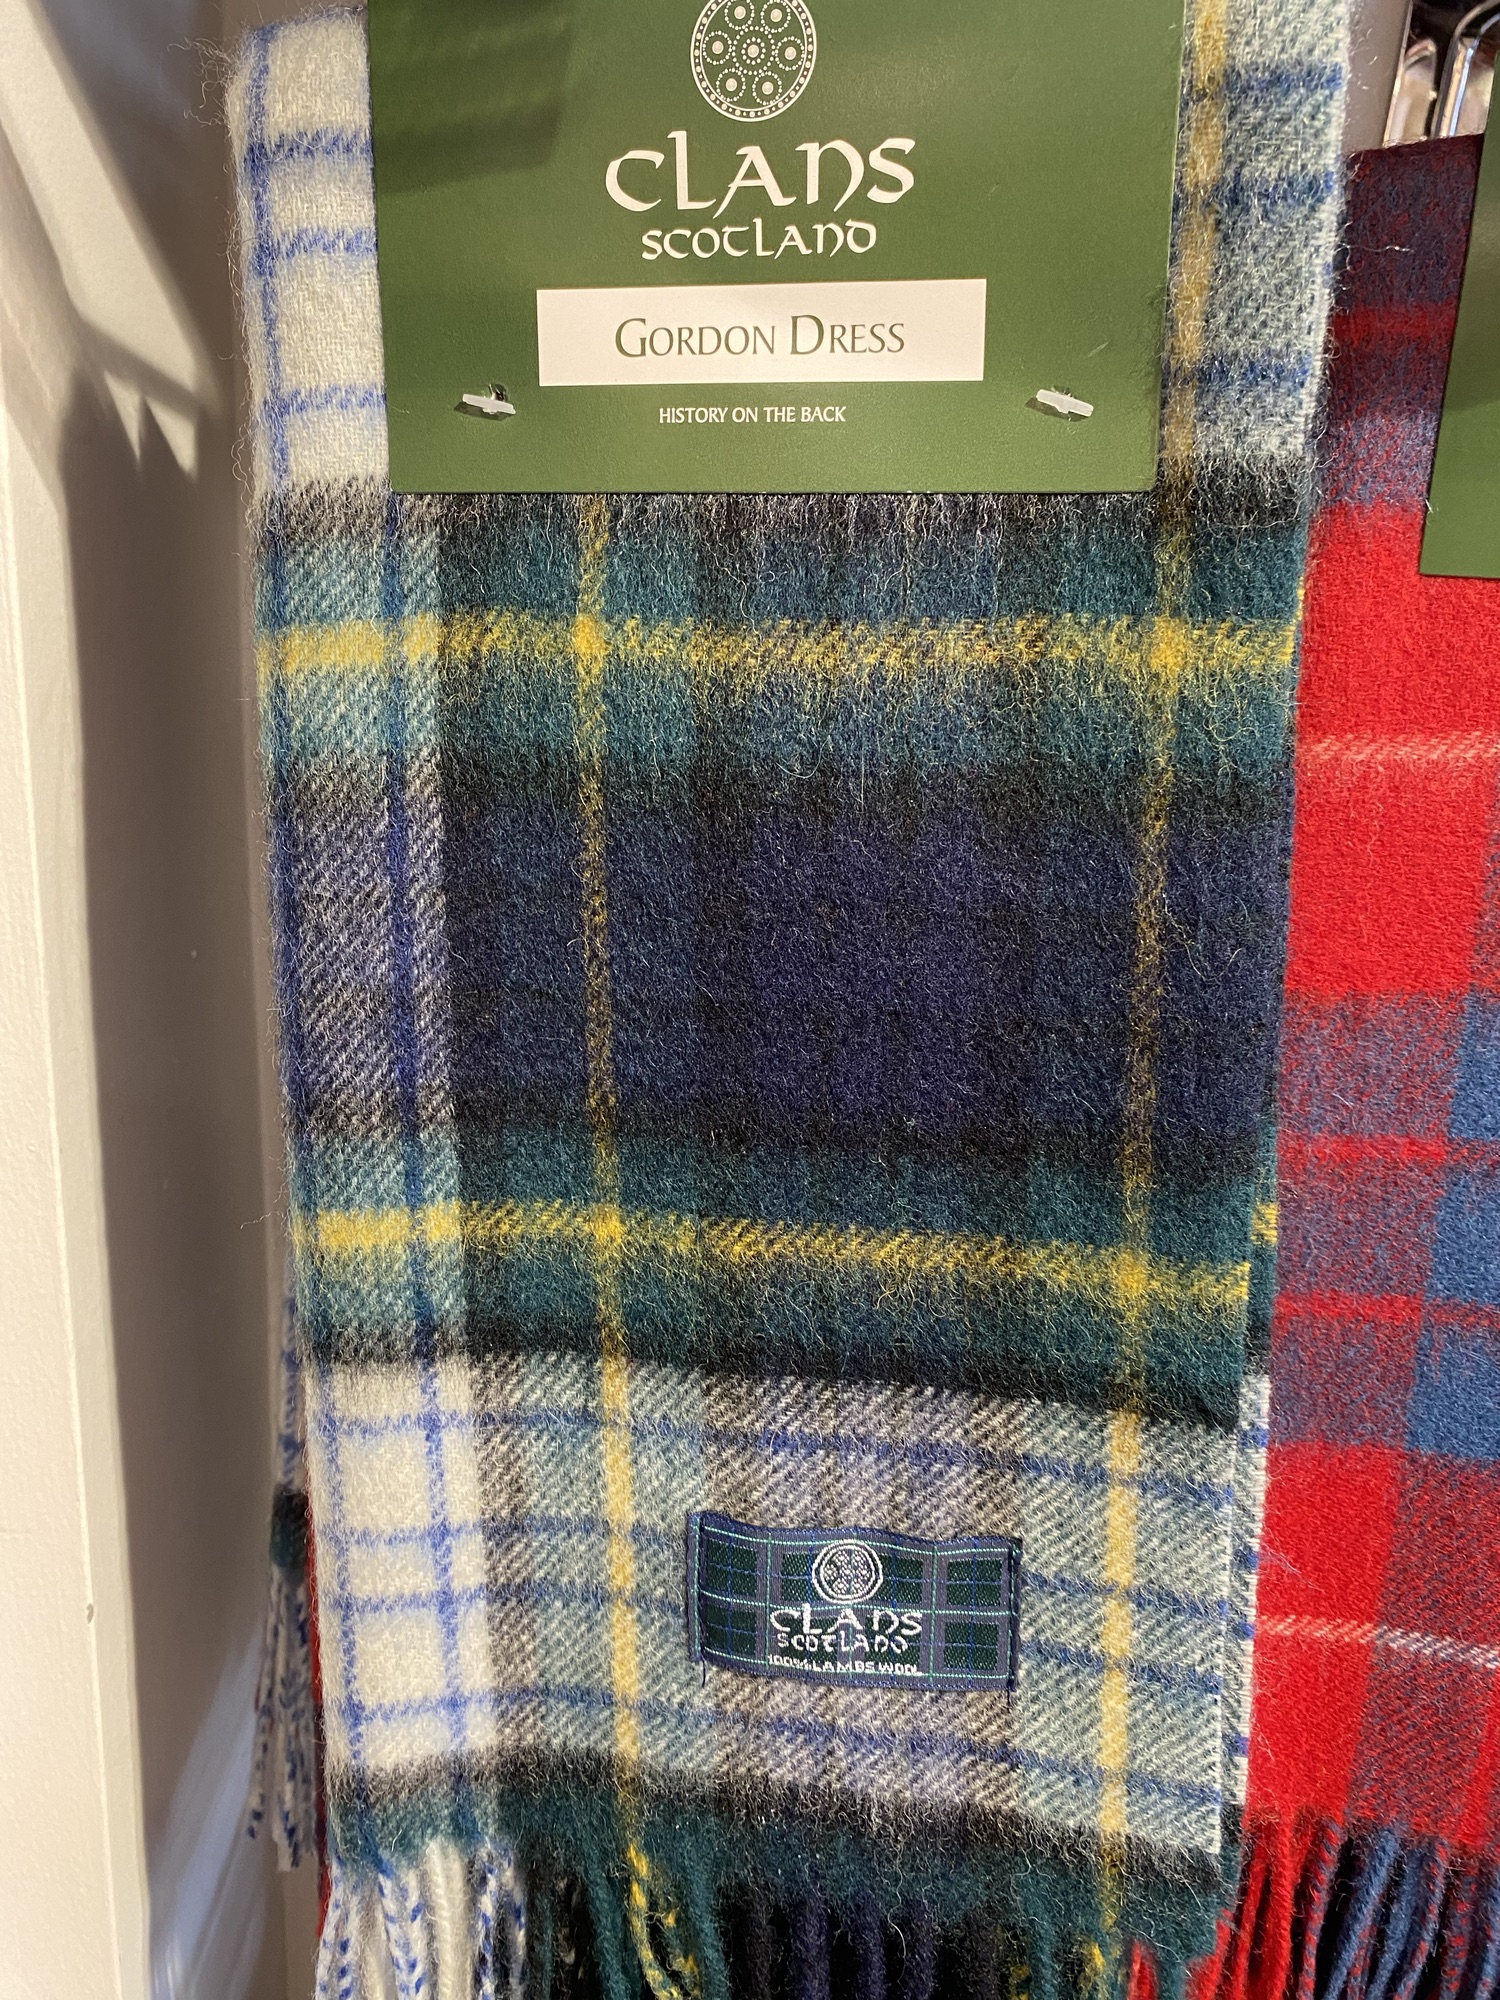 CLANS
SCOTLAND
GORDON DRESS
HISTORY ON THE BACK
CLANS
SCOTLAND
100% LAMBSWOOL